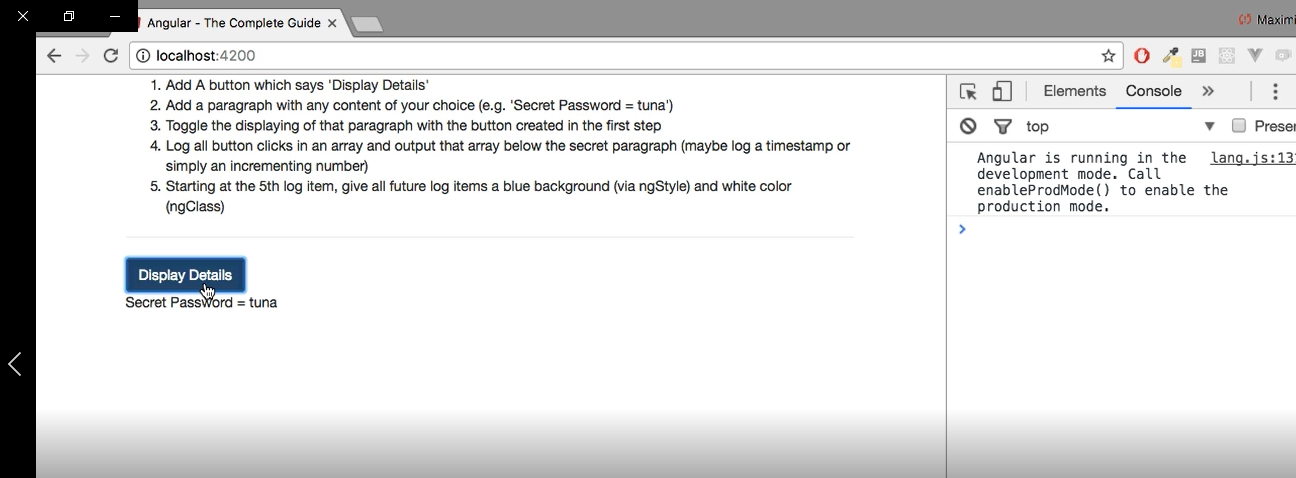 Angular - The Complete Guide
Maximi
localhost:4200
1. Add A button which says 'Display Details'
2. Add a paragraph with any content of your choice (e.g. 'Secret Password = tuna')
3. Toggle the displaying of that paragraph with the button created in the first step
4. Log all button clicks in an array and output that array below the secret paragraph (maybe log a timestamp or
simply an incrementing number)
5. Starting at the 5th log item, give all future log items a blue background (via ngStyle) and white color
(ngClass)
Display Details
Secret Password = tuna
Elements Console
top Preser
Angular is running in the lang.js:131
development mode. Call
enableProdMode() to enable the
production mode.